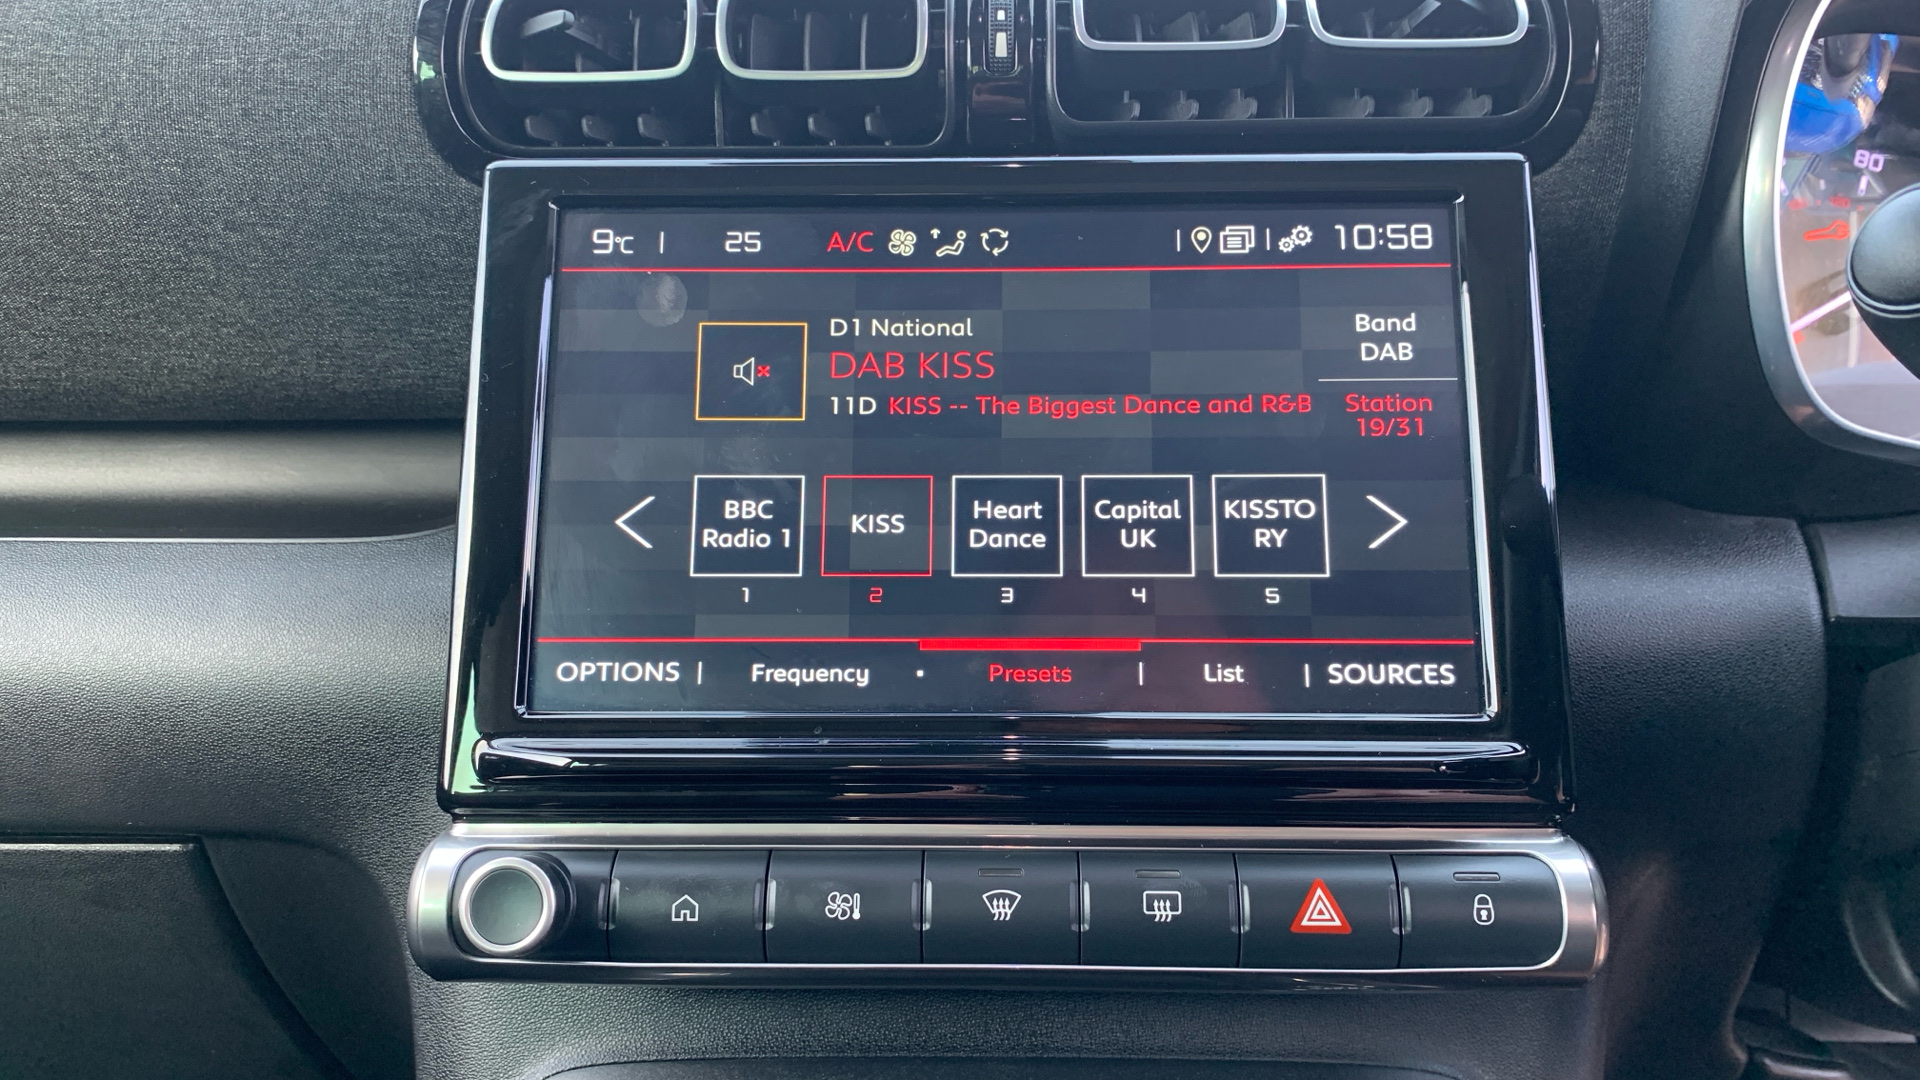 9°C | 25 A/C | | 10:58
D1 National
DAB KISS
11D KISS -- The Biggest Dance and R&B
Band
DAB
Station
19/31
BBC
Radio 1
KISS
Heart
Dance
Capital
UK
KISSTO
RY
1 2 3 4 5
OPTIONS | Frequency • Presets | List | SOURCES
80